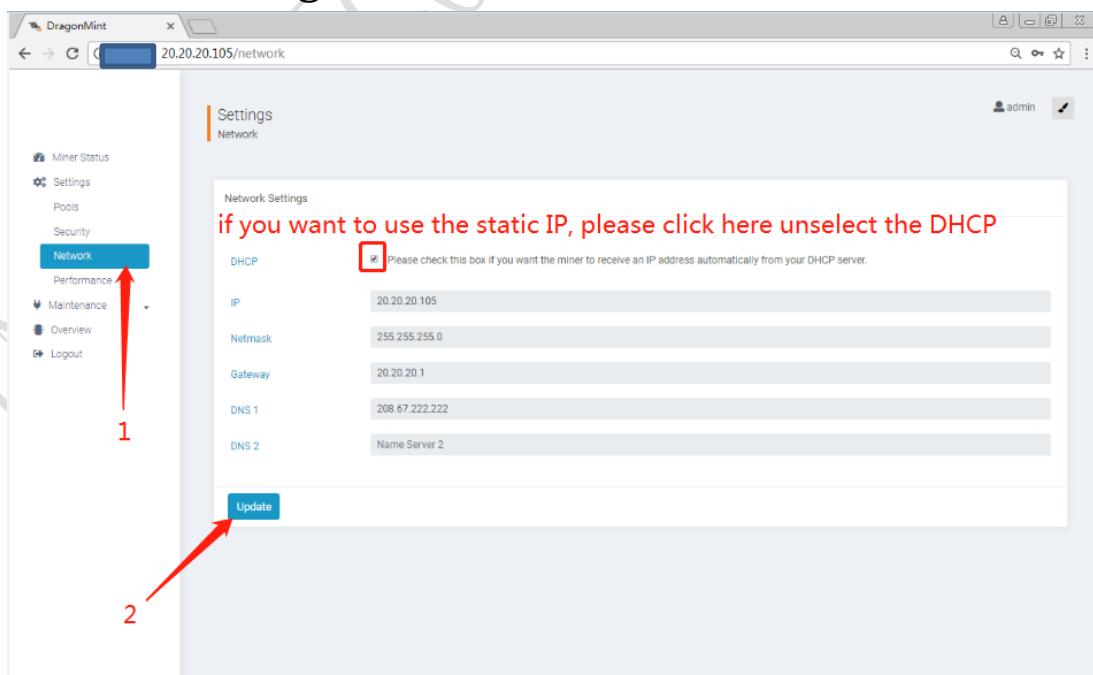 DragonMint
20.20.20.105/network
Settings
Network
admin
Miner Status
Settings
Pools
Security
Network
Performance
Maintenance
Overview
Logout
Network Settings
if you want to use the static IP, please click here unselect the DHCP
DHCP
Please check this box if you want the miner to receive an IP address automatically from your DHCP server.
IP
20.20.20.105
Netmask
255.255.255.0
Gateway
20.20.20.1
DNS 1
208.67.222.222
DNS 2
Name Server 2
Update
1
2